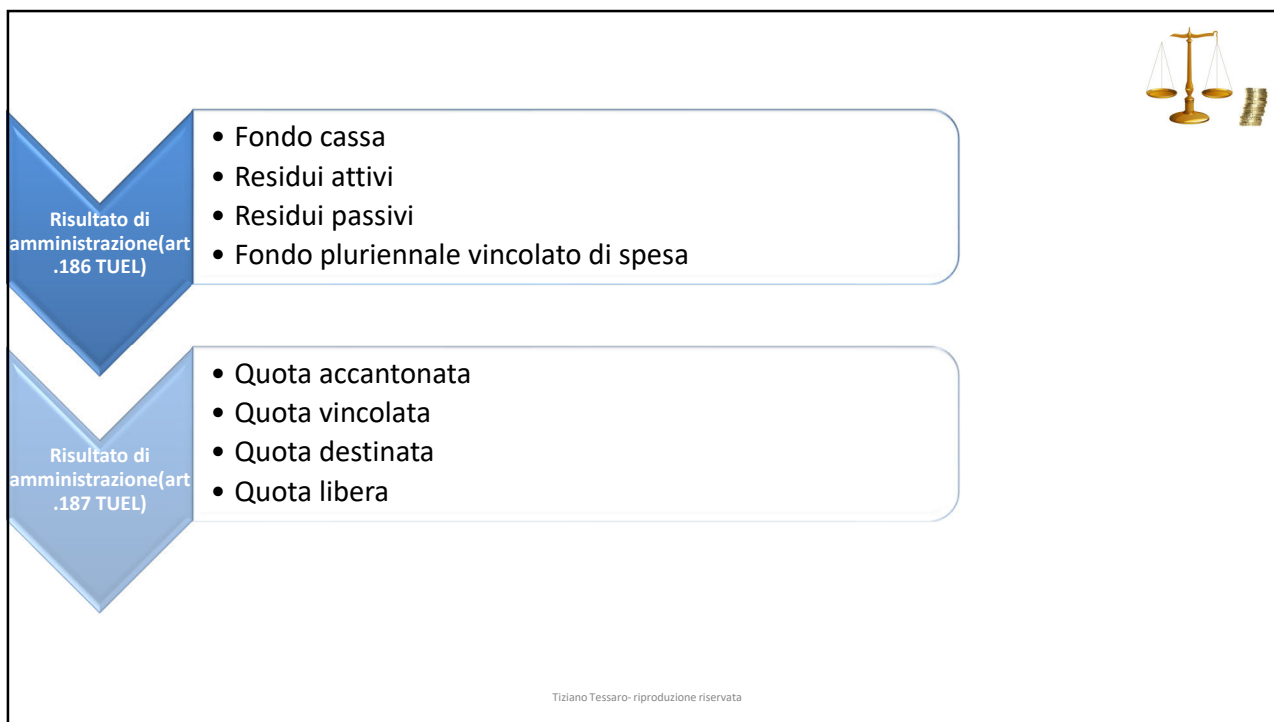 Risultato di
amministrazione(art
.186 TUEL)
• Fondo cassa
• Residui attivi
• Residui passivi
• Fondo pluriennale vincolato di spesa
Risultato di
amministrazione(art
.187 TUEL)
• Quota accantonata
• Quota vincolata
• Quota destinata
• Quota libera
Tiziano Tessaro- riproduzione riservata